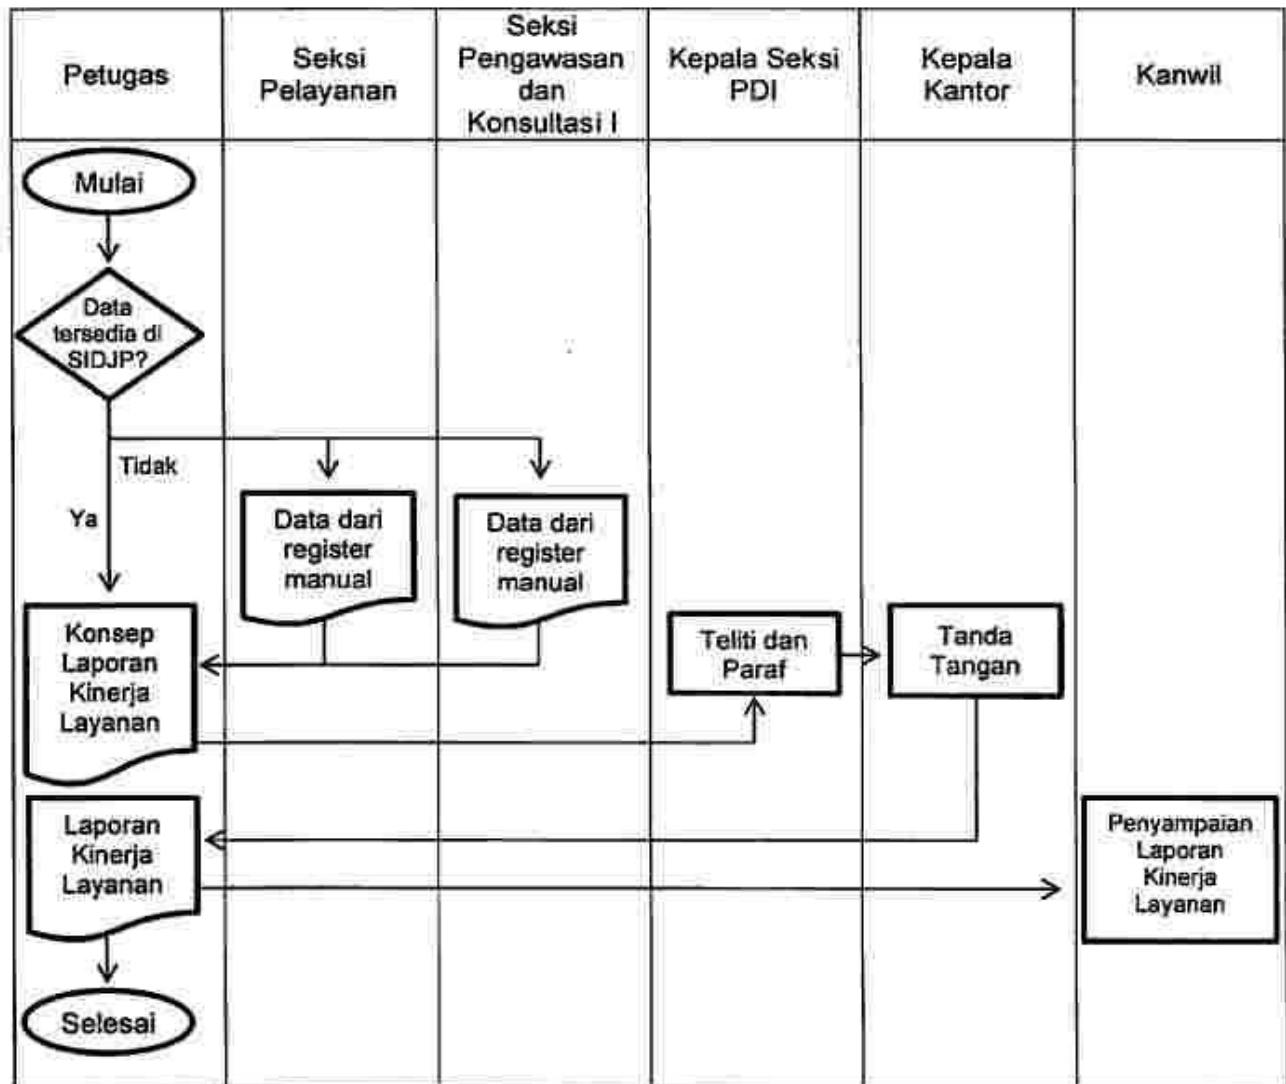 Petugas
Seksi
Pelayanan
Seksi
Pengawasan
dan
Konsultasi I
Kepala Seksi
PDI
Kepala
Kantor
Kanwil
Mulai
Data
tersedia di
SIDJP?
Tidak
Ya
Data dari
register
manual
Data dari
register
manual
Konsep
Laporan
Kinerja
Layanan
Teliti dan
Paraf
Tanda
Tangan
Laporan
Kinerja
Layanan
Penyampaian
Laporan
Kinerja
Layanan
Selesai